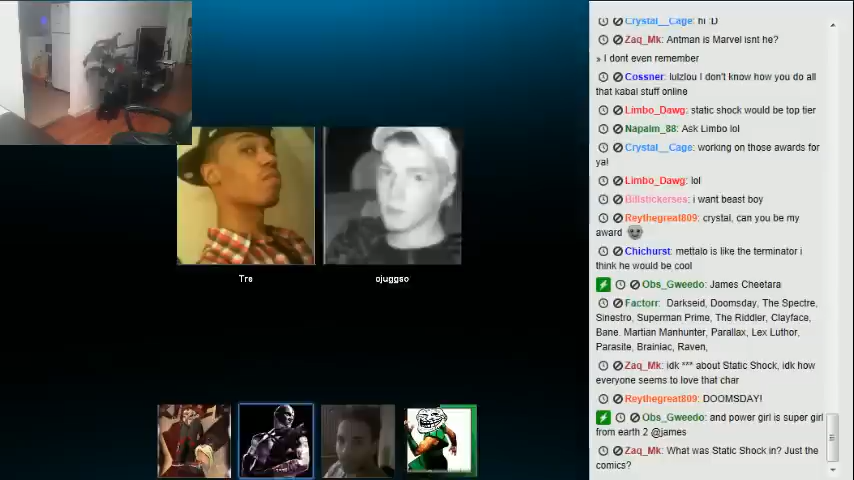 Tre
ojuggso
Crystal__Cage: hi :D
Zaq_Mk: Antman is Marvel isnt he?
» I dont even remember
Cossner: lulzlou I don't know how you do all
that kabal stuff online
Limbo_Dawg: static shock would be top tier
Napalm_88: Ask Limbo lol
Crystal__Cage: working on those awards for
ya!
Limbo_Dawg: lol
Billstickerses: i want beast boy
Reythegreat809: crystal, can you be my
award
Chichurst: mettalo is like the terminator i
think he would be cool
Obs_Gweedo: James Cheetara
Factorr: Darkseid, Doomsday, The Spectre,
Sinestro, Superman Prime, The Riddler, Clayface,
Bane. Martian Manhunter, Parallax, Lex Luthor,
Parasite, Brainiac, Raven,
Zaq_Mk: idk *** about Static Shock, idk how
everyone seems to love that char
Reythegreat809: DOOMSDAY!
Obs_Gweedo: and power girl is super girl
from earth 2 @james
Zaq_Mk: What was Static Shock in? Just the
comics?